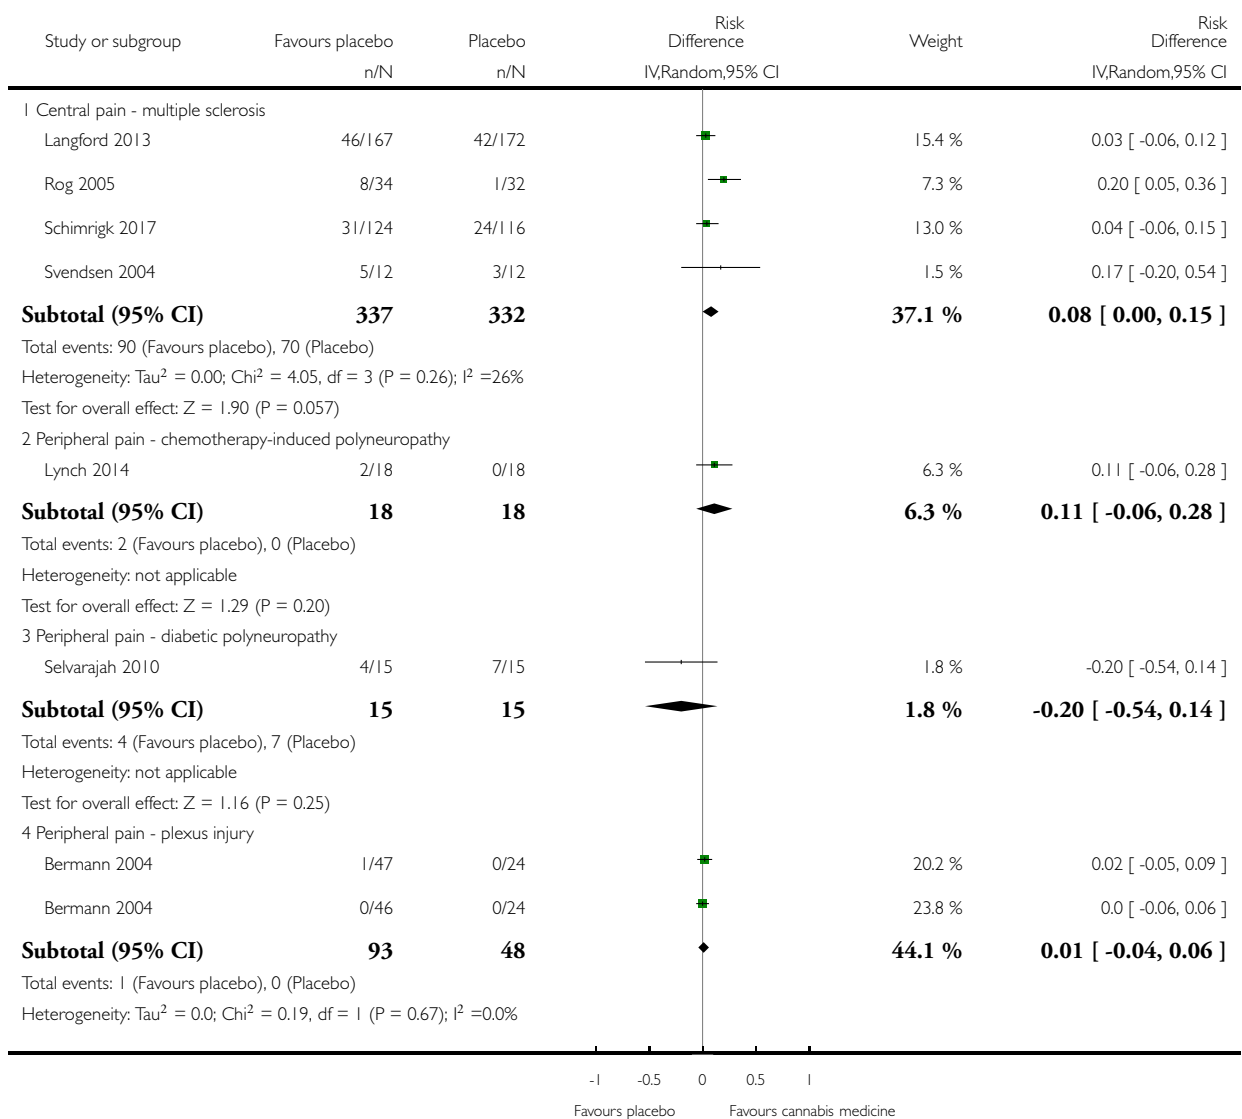 Study or subgroup Favours placebo Placebo Risk Difference Weight Risk Difference
n/N n/N IV,Random,95% CI IV,Random,95% CI
1 Central pain - multiple sclerosis
Langford 2013 46/167 42/172 15.4 % 0.03 [ -0.06, 0.12 ]
Rog 2005 8/34 1/32 7.3 % 0.20 [ 0.05, 0.36 ]
Schimrigk 2017 31/124 24/116 13.0 % 0.04 [ -0.06, 0.15 ]
Svendsen 2004 5/12 3/12 1.5 % 0.17 [ -0.20, 0.54 ]
Subtotal (95% CI) 337 332 37.1 % 0.08 [ 0.00, 0.15 ]
Total events: 90 (Favours placebo), 70 (Placebo)
Heterogeneity: Tau² = 0.00; Chi² = 4.05, df = 3 (P = 0.26); I² =26%
Test for overall effect: Z = 1.90 (P = 0.057)
2 Peripheral pain - chemotherapy-induced polyneuropathy
Lynch 2014 2/18 0/18 6.3 % 0.11 [ -0.06, 0.28 ]
Subtotal (95% CI) 18 18 6.3 % 0.11 [ -0.06, 0.28 ]
Total events: 2 (Favours placebo), 0 (Placebo)
Heterogeneity: not applicable
Test for overall effect: Z = 1.29 (P = 0.20)
3 Peripheral pain - diabetic polyneuropathy
Selvarajah 2010 4/15 7/15 1.8 % -0.20 [ -0.54, 0.14 ]
Subtotal (95% CI) 15 15 1.8 % -0.20 [ -0.54, 0.14 ]
Total events: 4 (Favours placebo), 7 (Placebo)
Heterogeneity: not applicable
Test for overall effect: Z = 1.16 (P = 0.25)
4 Peripheral pain - plexus injury
Bermann 2004 1/47 0/24 20.2 % 0.02 [ -0.05, 0.09 ]
Bermann 2004 0/46 0/24 23.8 % 0.0 [ -0.06, 0.06 ]
Subtotal (95% CI) 93 48 44.1 % 0.01 [ -0.04, 0.06 ]
Total events: 1 (Favours placebo), 0 (Placebo)
Heterogeneity: Tau² = 0.0; Chi² = 0.19, df = 1 (P = 0.67); I² =0.0%
-1 -0.5 0 0.5 1
Favours placebo Favours cannabis medicine